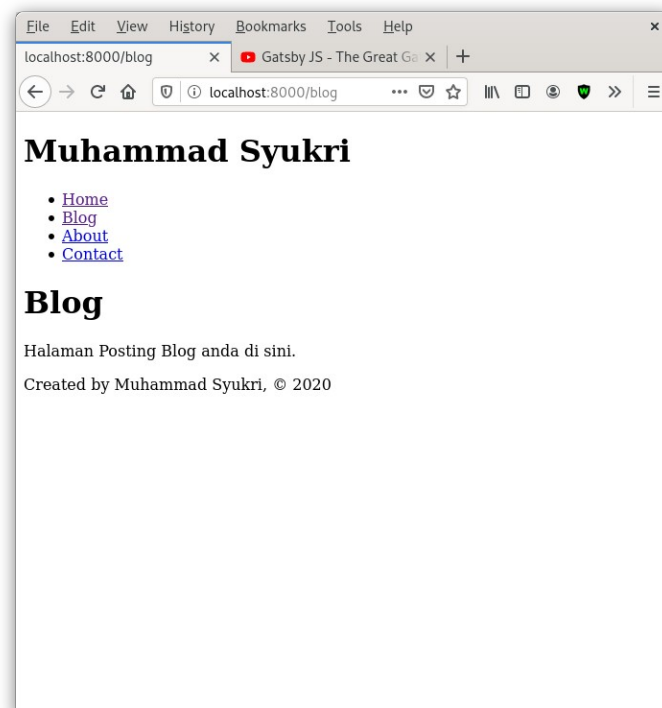 File Edit View History Bookmarks Tools Help
localhost:8000/blog Gatsby JS - The Great Ga
localhost:8000/blog
Muhammad Syukri
Home
Blog
About
Contact
Blog
Halaman Posting Blog anda di sini.
Created by Muhammad Syukri, © 2020